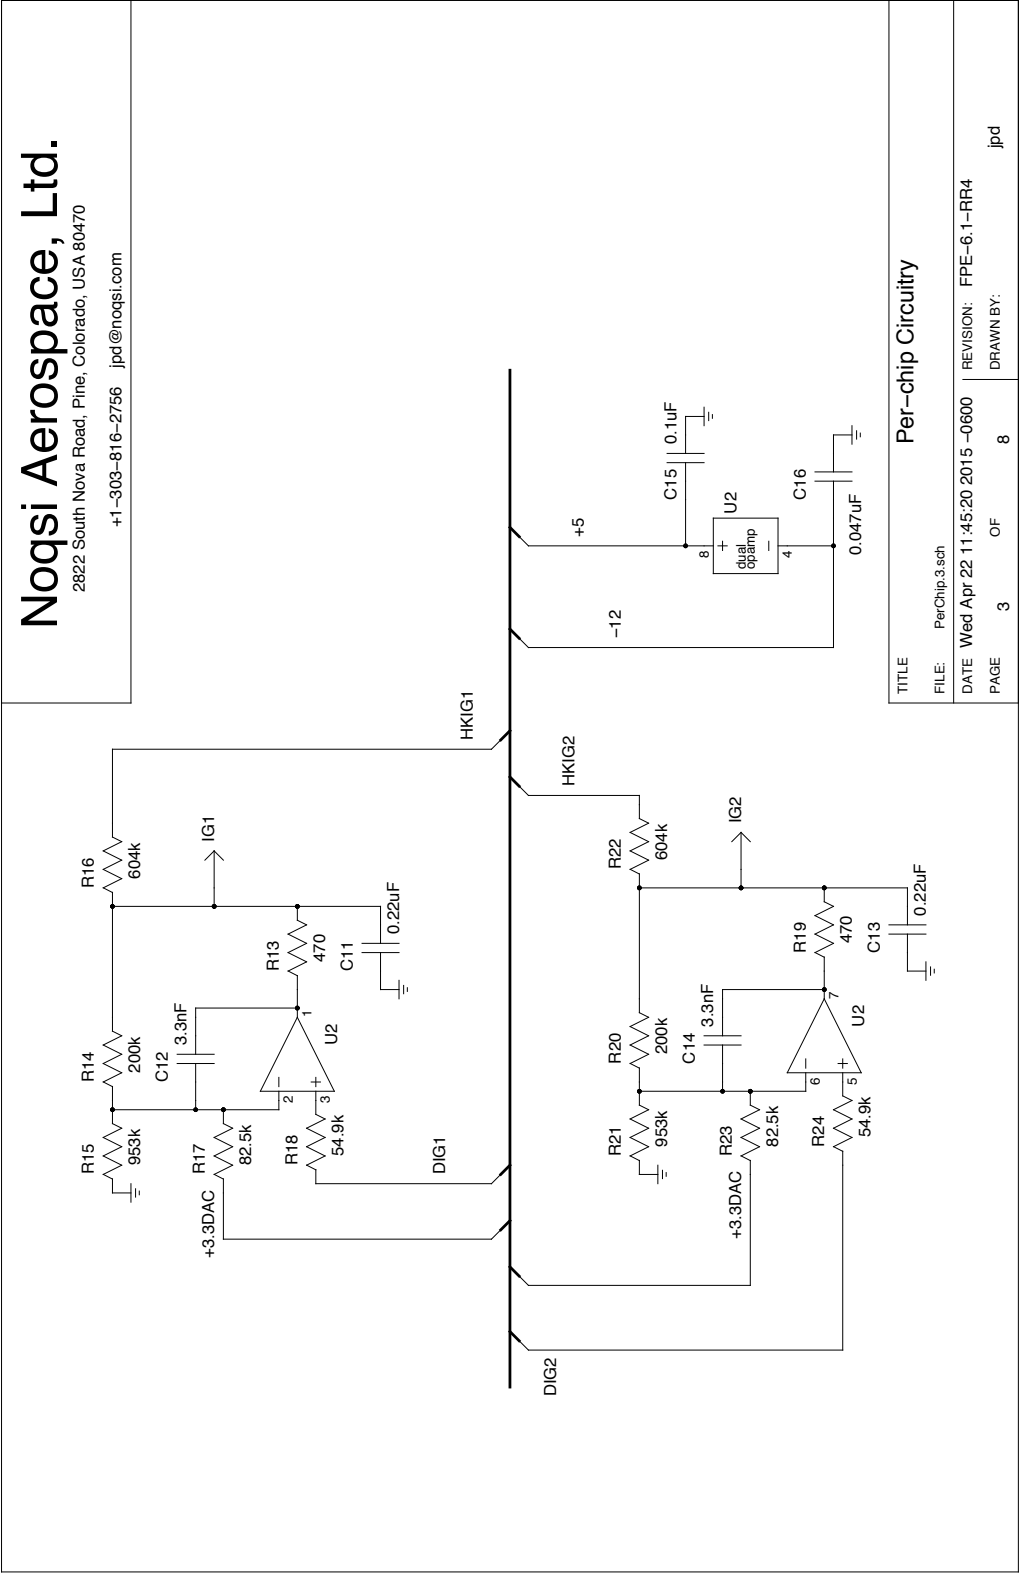 Noqsi Aerospace, Ltd.
2822 South Nova Road, Pine, Colorado, USA 80470
+1−303−816−2756 jpd@noqsi.com
R16
604k
HKIG1
IG1
R14
200k
R15
953k
C12
3.3nF
R13
470
C11
0.22uF
R17
82.5k
+3.3DAC
R18
54.9k
DIG1
2
3
1
−
+
U2
−12
+5
C15
0.1uF
U2
8
+
dual
opamp
−
4
C16
0.047uF
HKIG2
R22
604k
IG2
R20
200k
R21
953k
C14
3.3nF
R19
470
C13
0.22uF
R23
82.5k
+3.3DAC
R24
54.9k
DIG2
6
5
7
−
+
U2
TITLE
Per−chip Circuitry
FILE: PerChip.3.sch
DATE Wed Apr 22 11:45:20 2015 −0600
REVISION: FPE−6.1−RR4
PAGE 3 OF 8
DRAWN BY: jpd